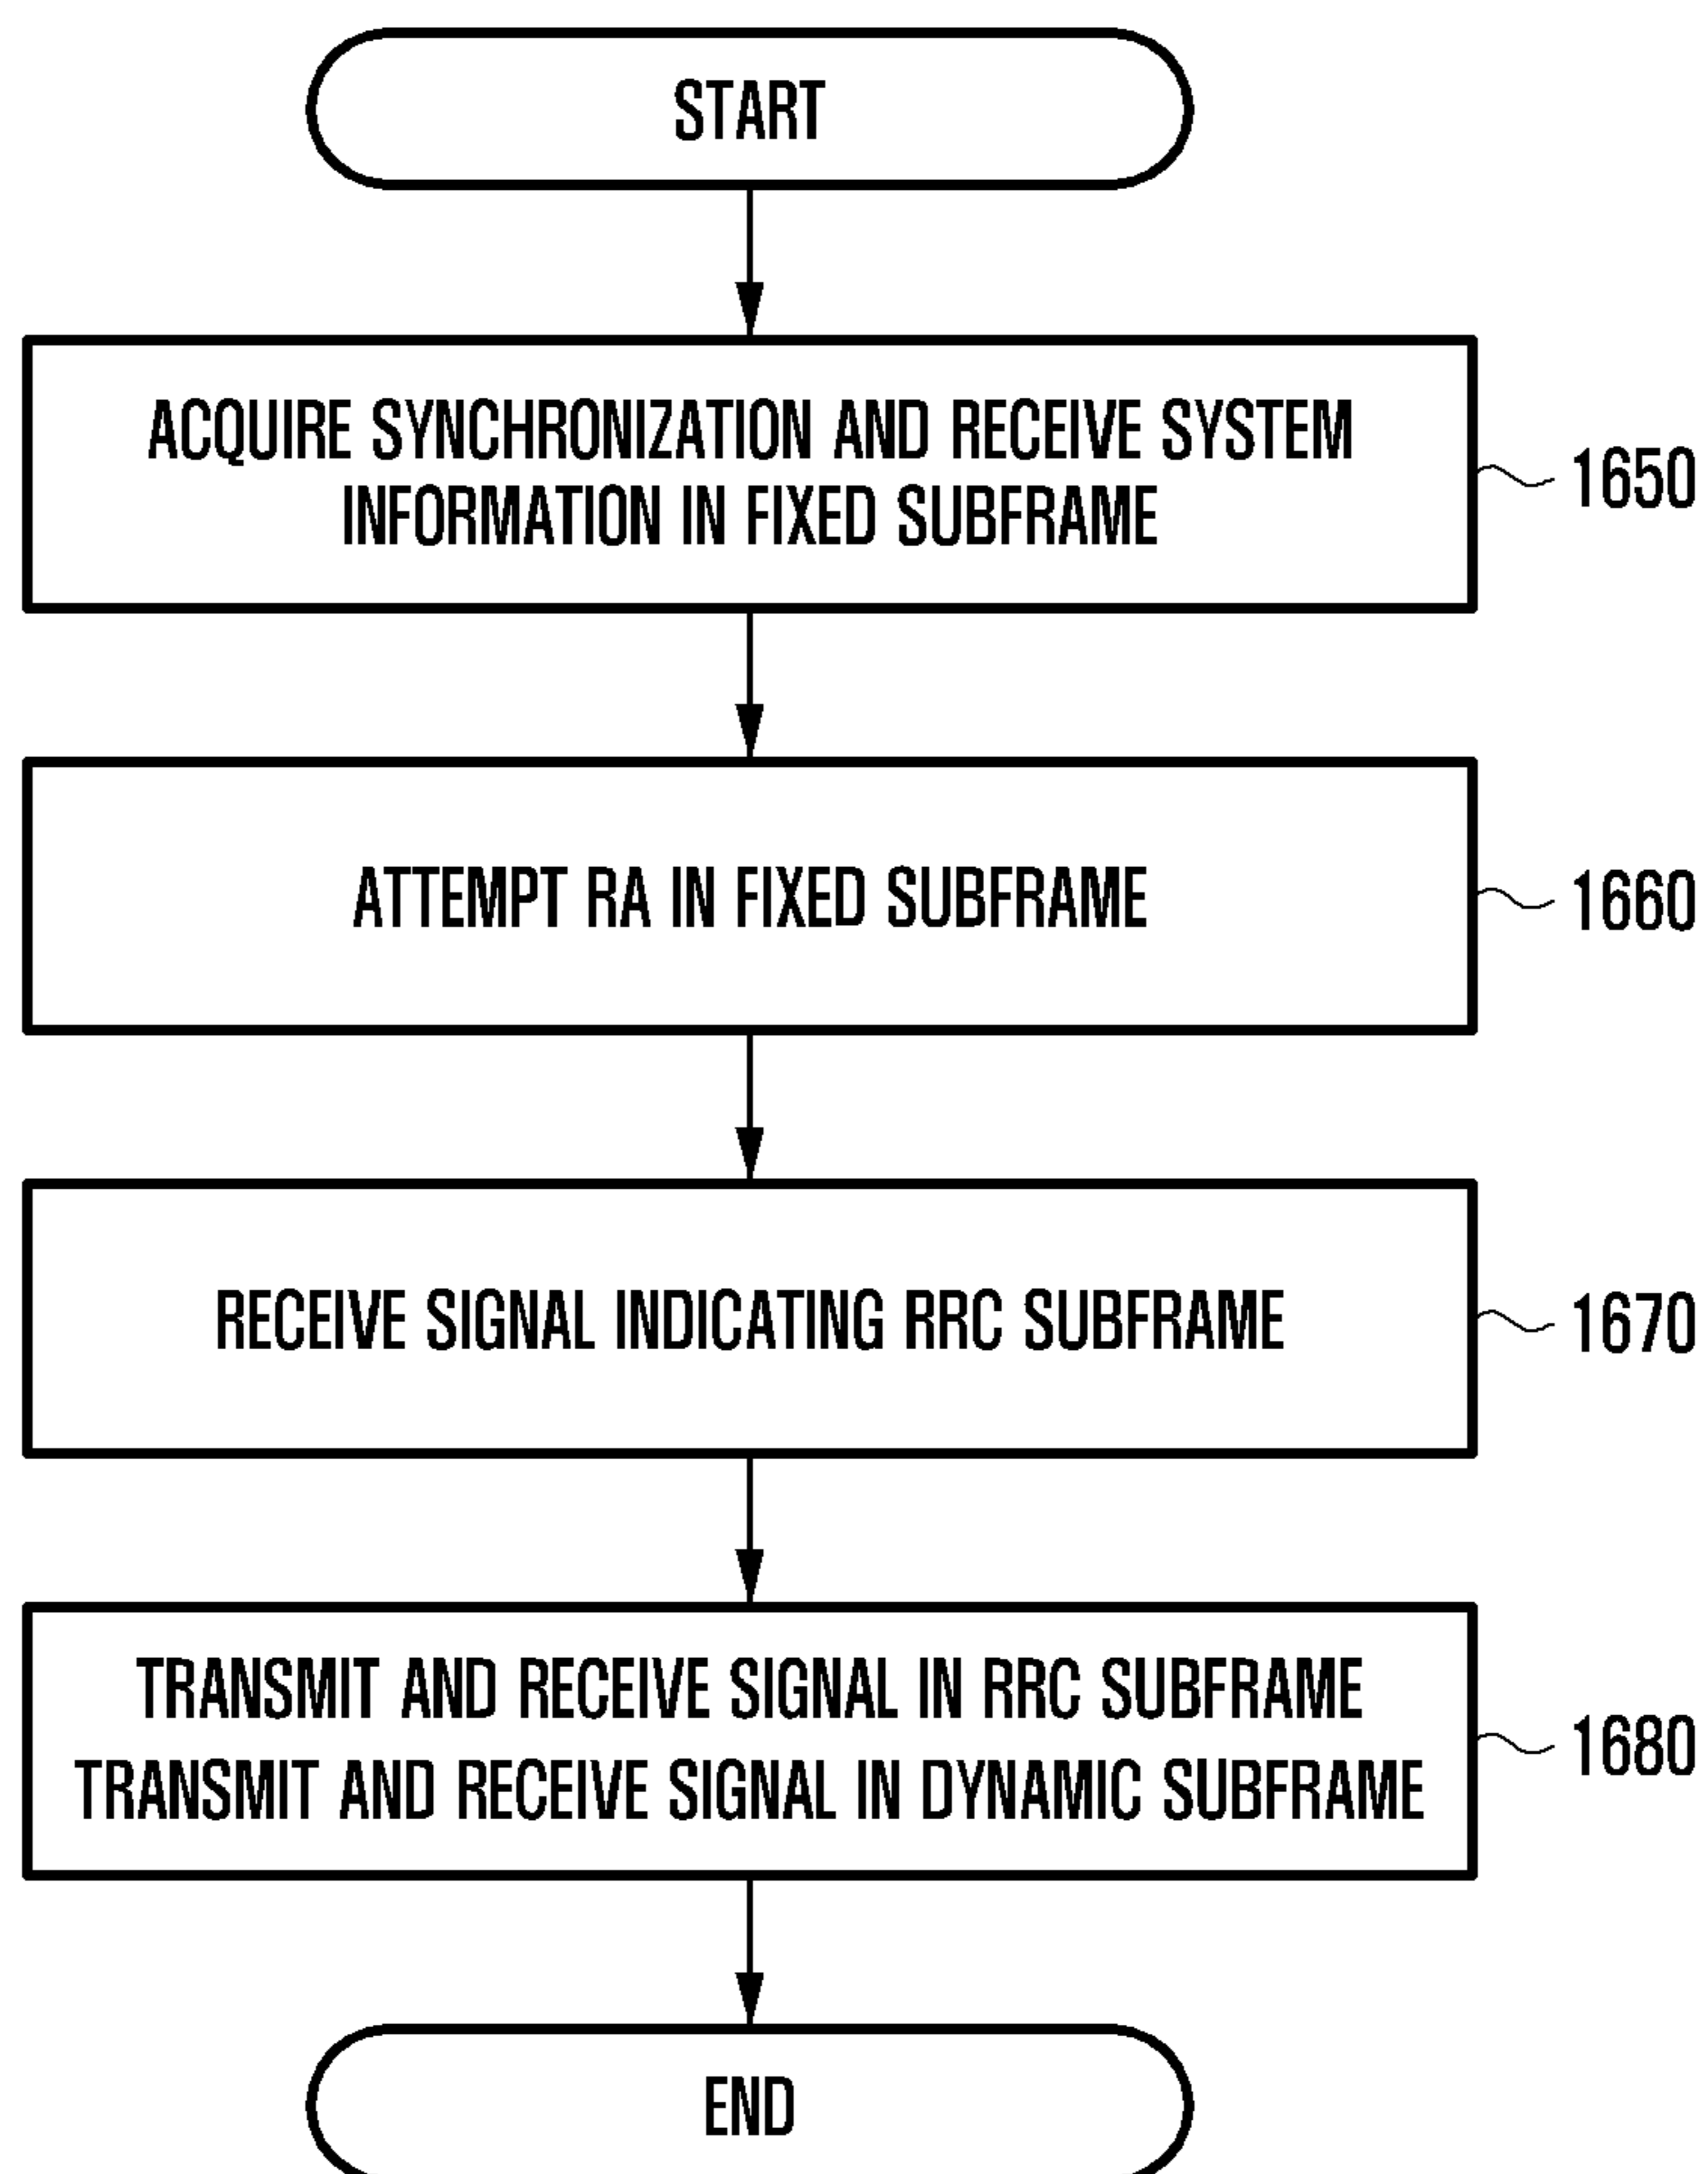 START
ACQUIRE SYNCHRONIZATION AND RECEIVE SYSTEM
INFORMATION IN FIXED SUBFRAME
1650
ATTEMPT RA IN FIXED SUBFRAME
1660
RECEIVE SIGNAL INDICATING RRC SUBFRAME
1670
TRANSMIT AND RECEIVE SIGNAL IN RRC SUBFRAME
TRANSMIT AND RECEIVE SIGNAL IN DYNAMIC SUBFRAME
1680
END